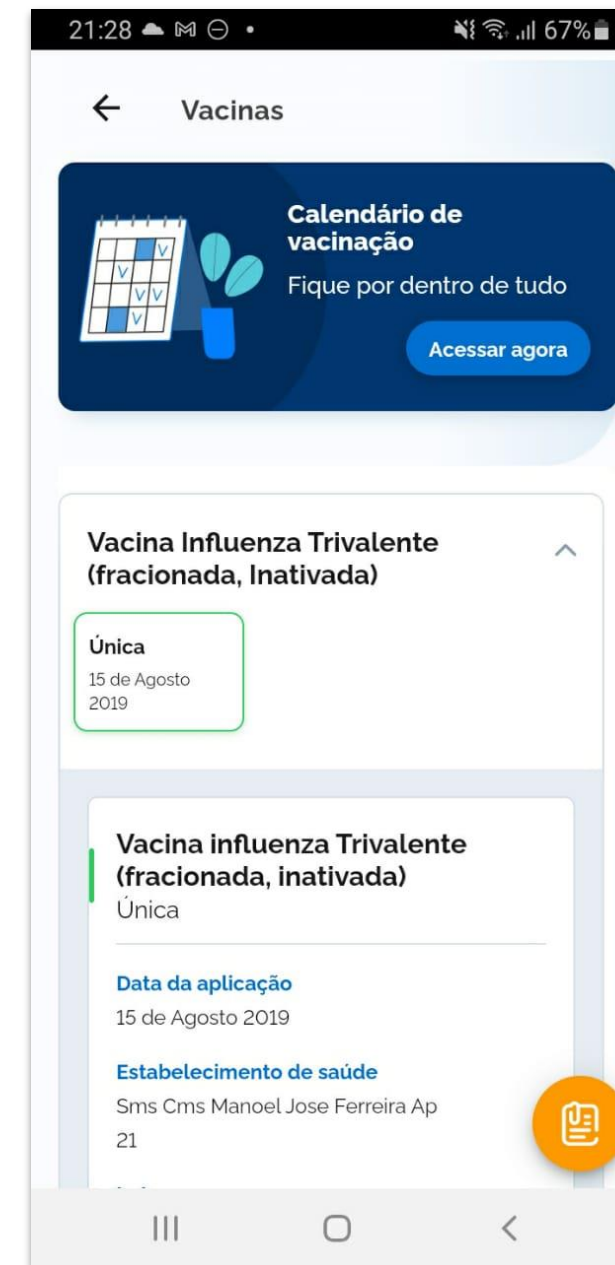 21:28 67%
Vacinas
Calendário de
vacinação
Fique por dentro de tudo
Acessar agora
Vacina Influenza Trivalente
(fracionada, Inativada)
Única
15 de Agosto
2019
Vacina influenza Trivalente
(fracionada, inativada)
Única
Data da aplicação
15 de Agosto 2019
Estabelecimento de saúde
Sms Cms Manoel Jose Ferreira Ap
21